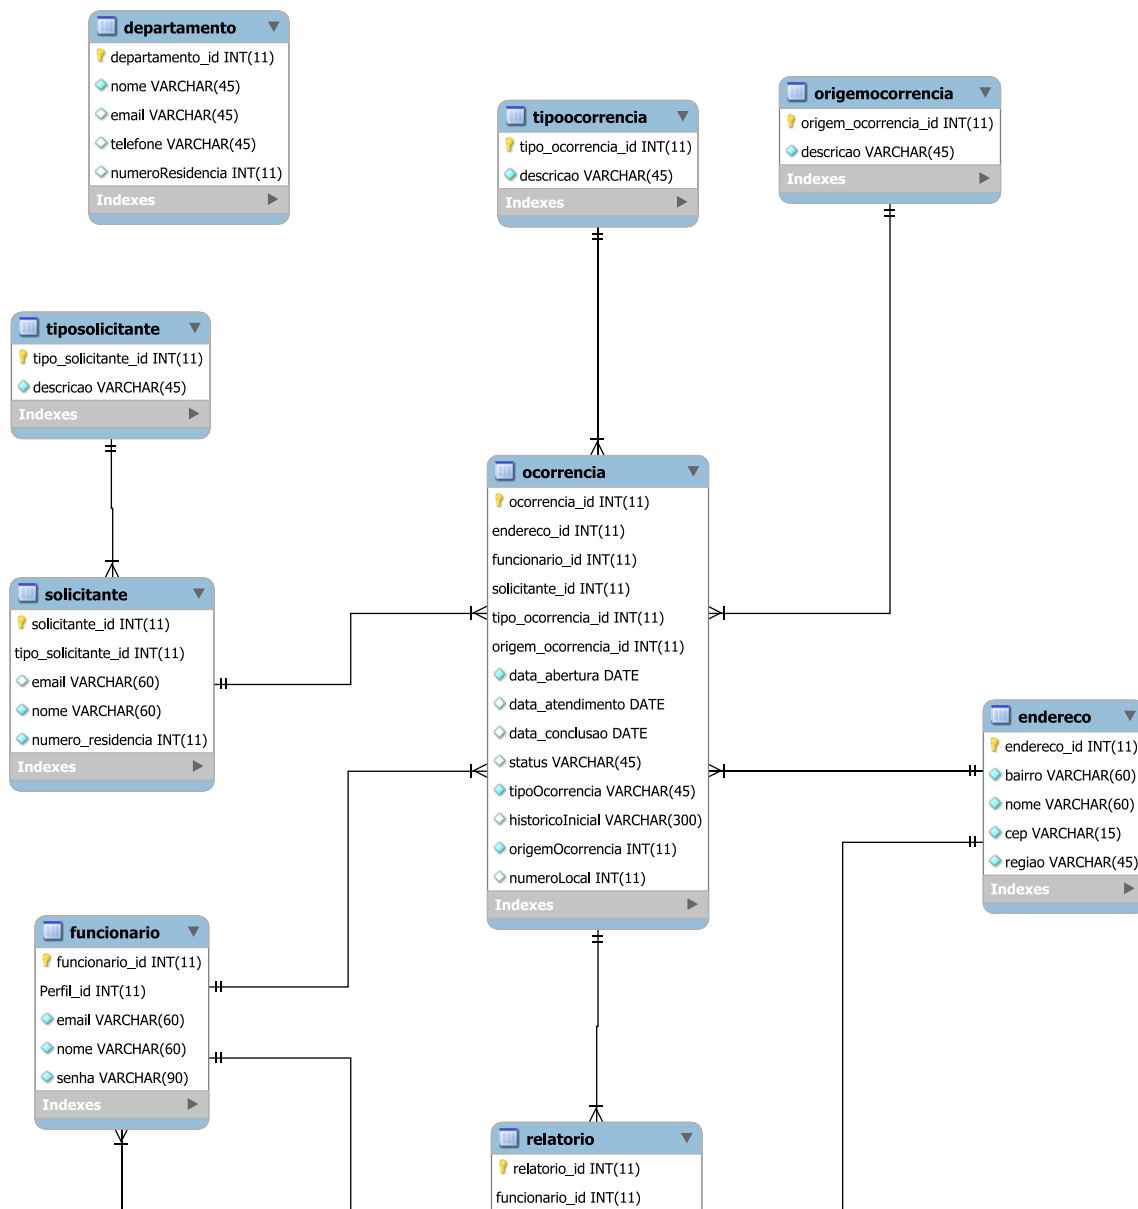 departamento
departamento_id INT(11)
nome VARCHAR(45)
email VARCHAR(45)
telefone VARCHAR(45)
numeroResidencia INT(11)
Indexes
tipoocorrencia
tipo_ocorrencia_id INT(11)
descricao VARCHAR(45)
Indexes
origemocorrencia
origem_ocorrencia_id INT(11)
descricao VARCHAR(45)
Indexes
tiposolicitante
tipo_solicitante_id INT(11)
descricao VARCHAR(45)
Indexes
ocorrencia
ocorrencia_id INT(11)
endereco_id INT(11)
funcionario_id INT(11)
solicitante_id INT(11)
tipo_ocorrencia_id INT(11)
origem_ocorrencia_id INT(11)
data_abertura DATE
data_atendimento DATE
data_conclusao DATE
status VARCHAR(45)
tipoOcorrencia VARCHAR(45)
historicoInicial VARCHAR(300)
origemOcorrencia INT(11)
numeroLocal INT(11)
Indexes
solicitante
solicitante_id INT(11)
tipo_solicitante_id INT(11)
email VARCHAR(60)
nome VARCHAR(60)
numero_residencia INT(11)
Indexes
endereco
endereco_id INT(11)
bairro VARCHAR(60)
nome VARCHAR(60)
cep VARCHAR(15)
regiao VARCHAR(45)
Indexes
funcionario
funcionario_id INT(11)
Perfil_id INT(11)
email VARCHAR(60)
nome VARCHAR(60)
senha VARCHAR(90)
Indexes
relatorio
relatorio_id INT(11)
funcionario_id INT(11)